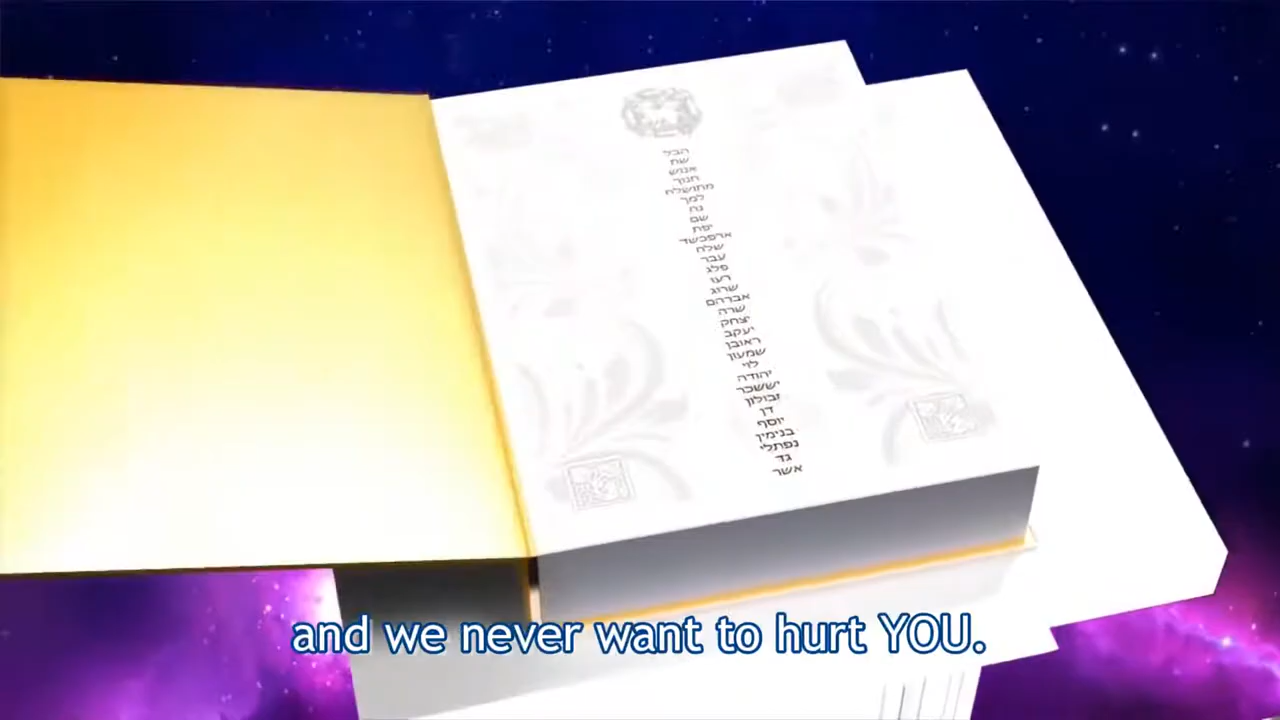 הבל
שת
אנוש
חנוך
מתושלח
למך
נח
שם
יפת
ארפכשד
שלח
עבר
פלג
רעו
שרוג
אברהם
שרה
יצחק
יעקב
ראובן
שמעון
לוי
יהודה
יששכר
זבולון
דן
יוסף
בנימין
נפתלי
גד
אשר
and we never want to hurt YOU.